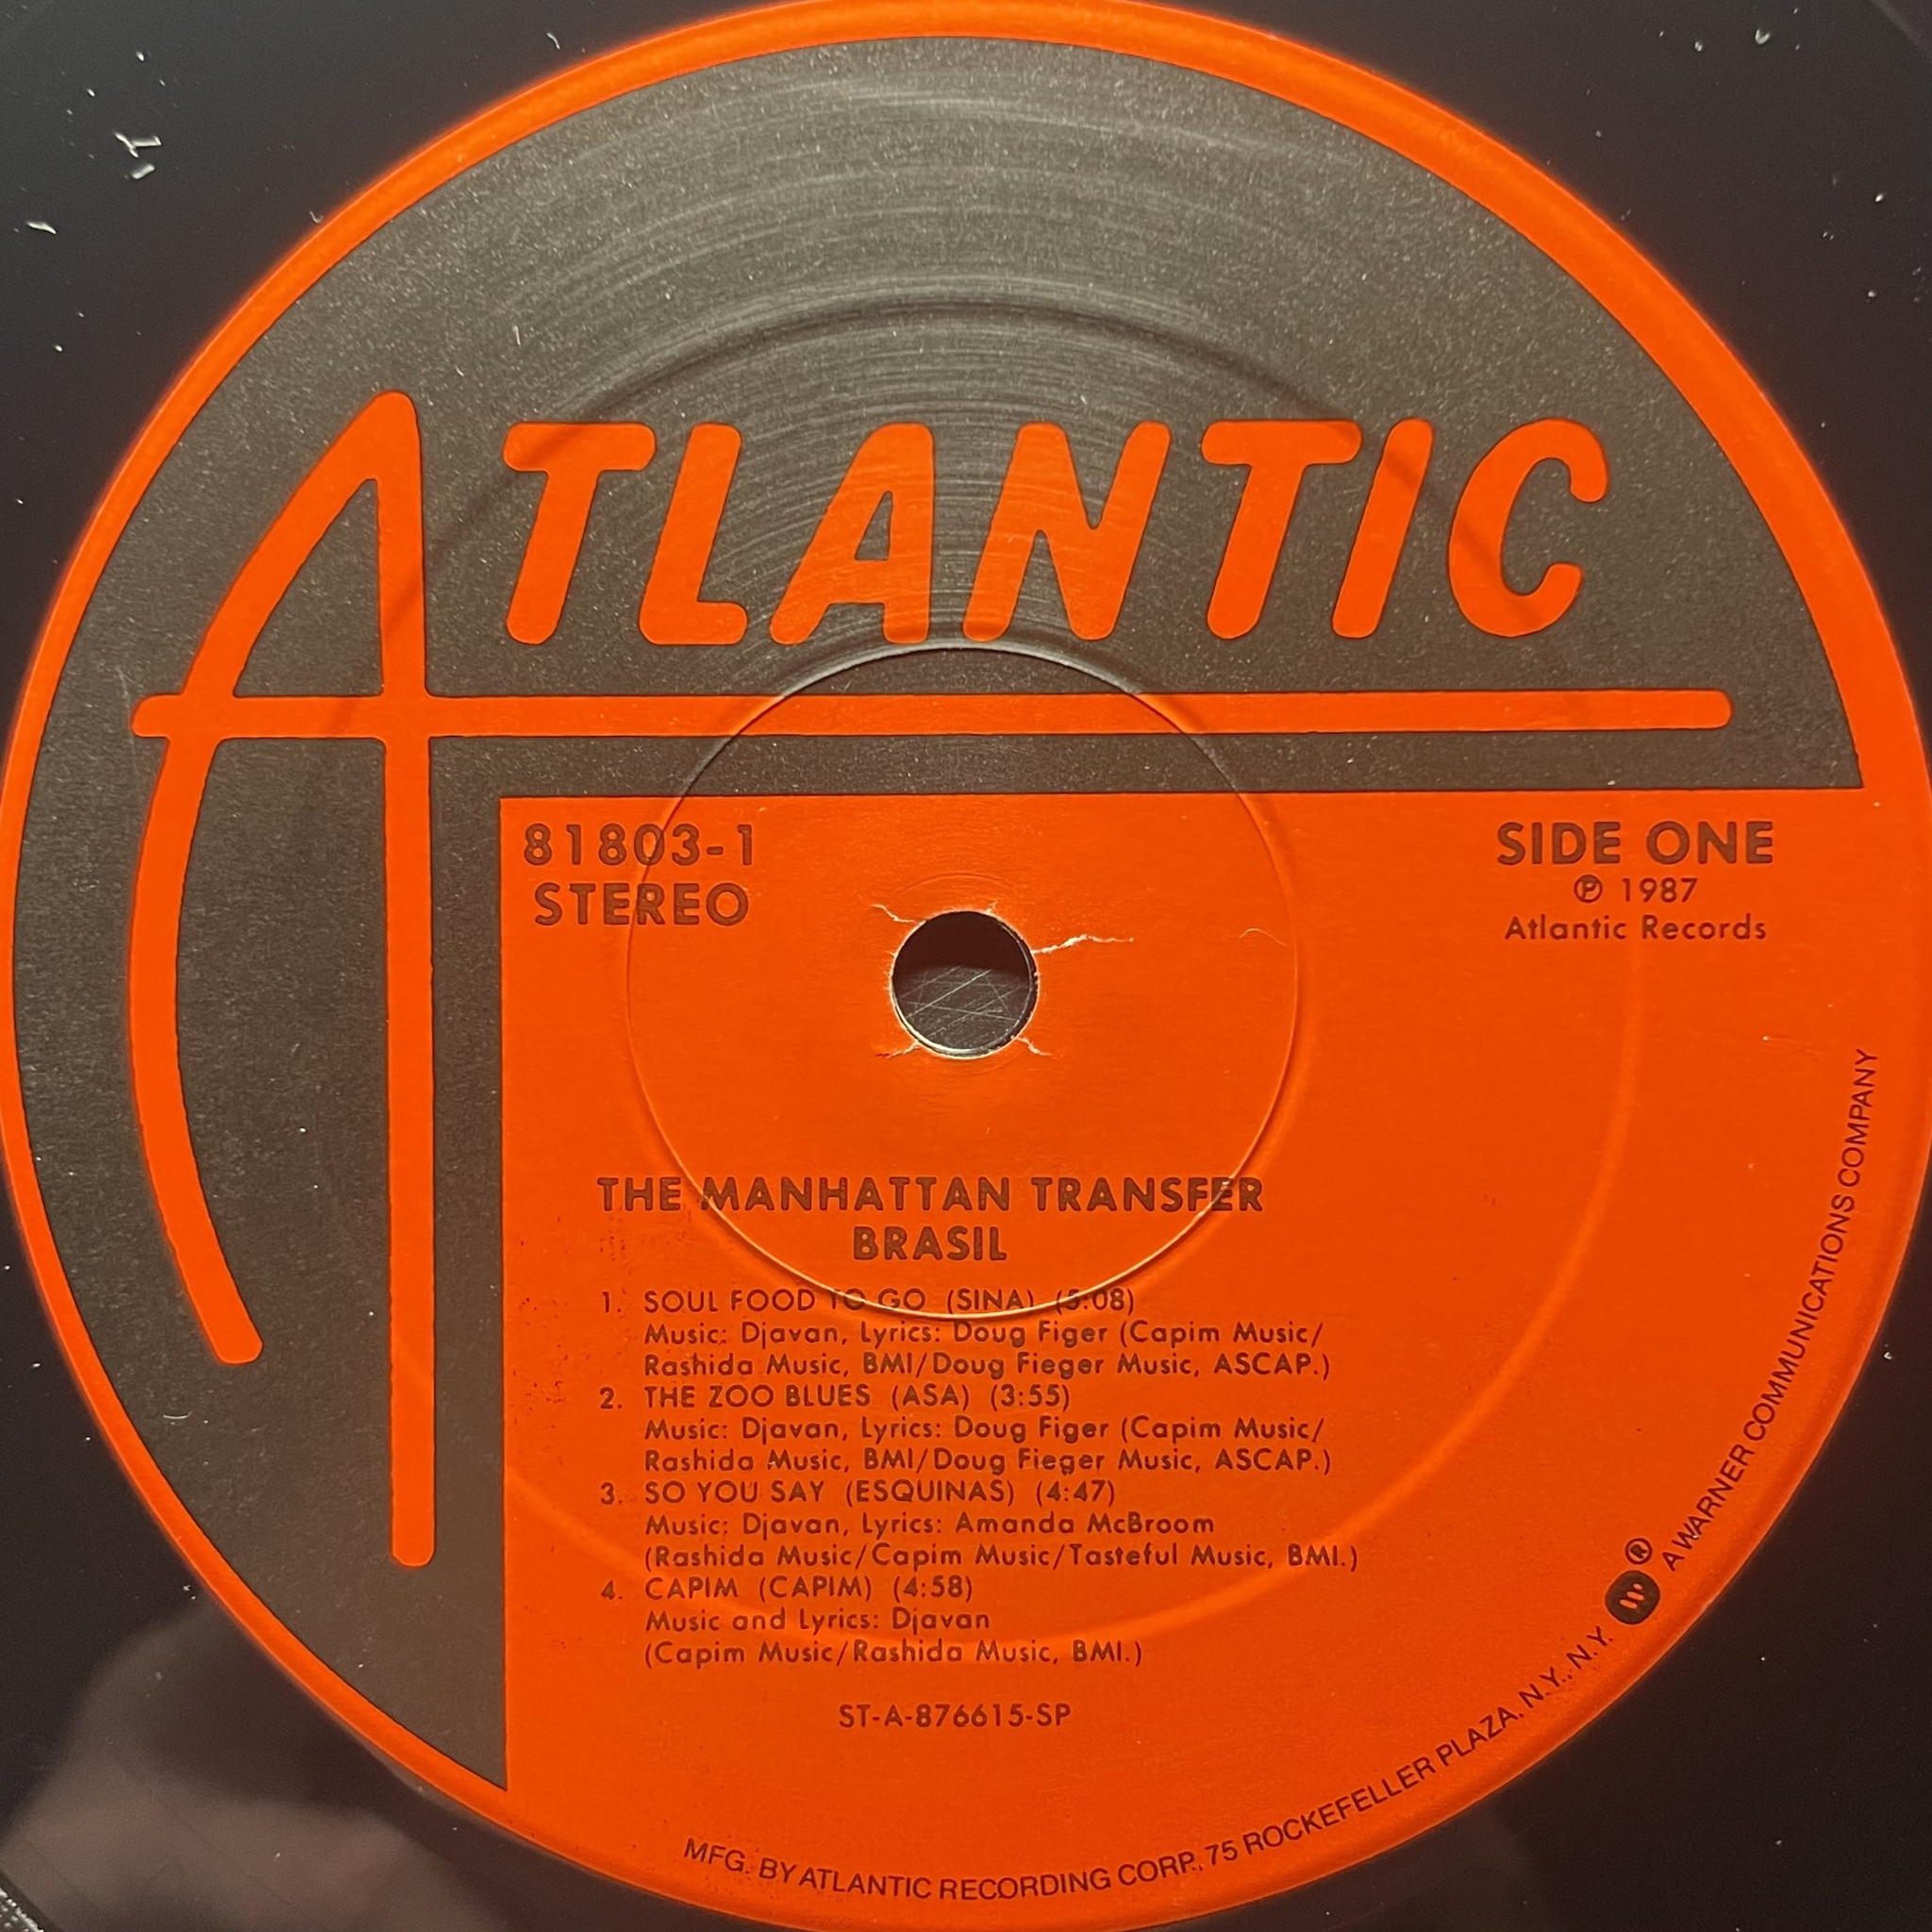 ATLANTIC
81803-1
STEREO
SIDE ONE
℗ 1987
Atlantic Records
THE MANHATTAN TRANSFER
BRASIL
1. SOUL FOOD TO GO (SINA) (5:08)
Music: Djavan, Lyrics: Doug Figer (Capim Music/
Rashida Music, BMI/Doug Fieger Music, ASCAP.)
2. THE ZOO BLUES (ASA) (3:55)
Music: Djavan, Lyrics: Doug Figer (Capim Music/
Rashida Music, BMI/Doug Fieger Music, ASCAP.)
3. SO YOU SAY (ESQUINAS) (4:47)
Music: Djavan, Lyrics: Amanda McBroom
(Rashida Music/Capim Music/Tasteful Music, BMI.)
4. CAPIM (CAPIM) (4:58)
Music and Lyrics: Djavan
(Capim Music/Rashida Music, BMI.)
ST-A-876615-SP
MFG. BY ATLANTIC RECORDING CORP., 75 ROCKEFELLER PLAZA, N.Y., N.Y. ® A WARNER COMMUNICATIONS COMPANY